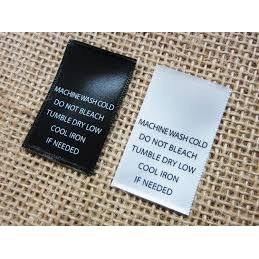 MACHINE WASH COLD
DO NOT BLEACH
TUMBLE DRY LOW
COOL IRON
IF NEEDED
MACHINE WASH COLD
DO NOT BLEACH
TUMBLE DRY LOW
COOL IRON
IF NEEDED